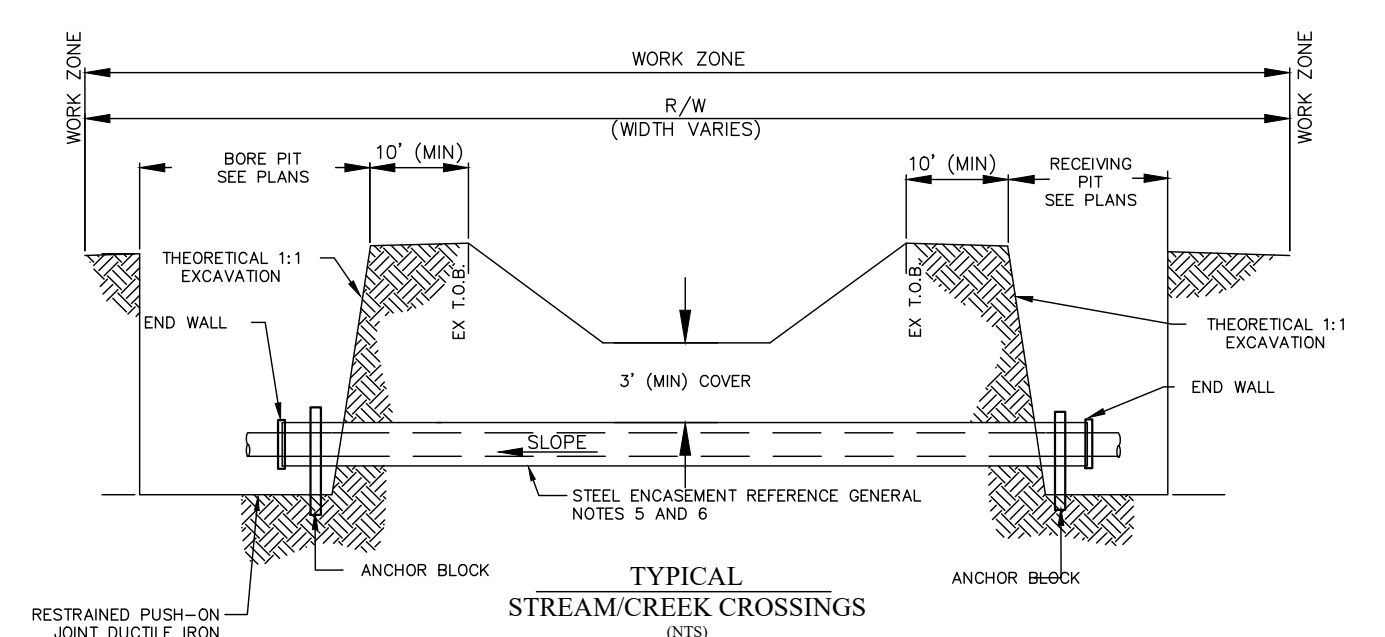 WORK ZONE
WORK ZONE
WORK ZONE
R/W
(WIDTH VARIES)
BORE PIT
SEE PLANS
10' (MIN)
10' (MIN)
RECEIVING
PIT
SEE PLANS
THEORETICAL 1:1
EXCAVATION
EX T.O.B.
EX T.O.B.
END WALL
THEORETICAL 1:1
EXCAVATION
3' (MIN) COVER
END WALL
SLOPE
STEEL ENCASEMENT REFERENCE GENERAL
NOTES 5 AND 6
ANCHOR BLOCK
ANCHOR BLOCK
TYPICAL
STREAM/CREEK CROSSINGS
(NTS)
RESTRAINED PUSH-ON
JOINT DUCTILE IRON